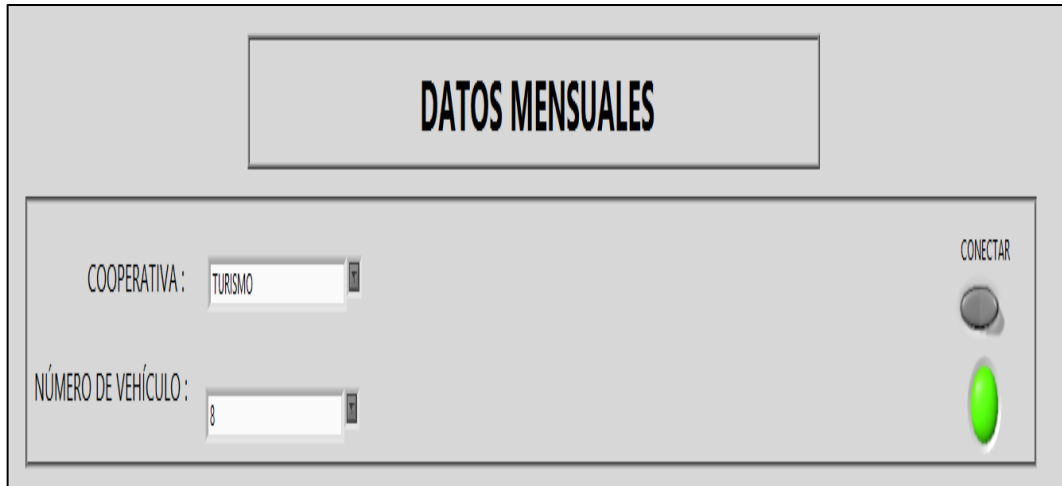 DATOS MENSUALES
COOPERATIVA :
TURISMO
CONECTAR
NÚMERO DE VEHÍCULO :
8